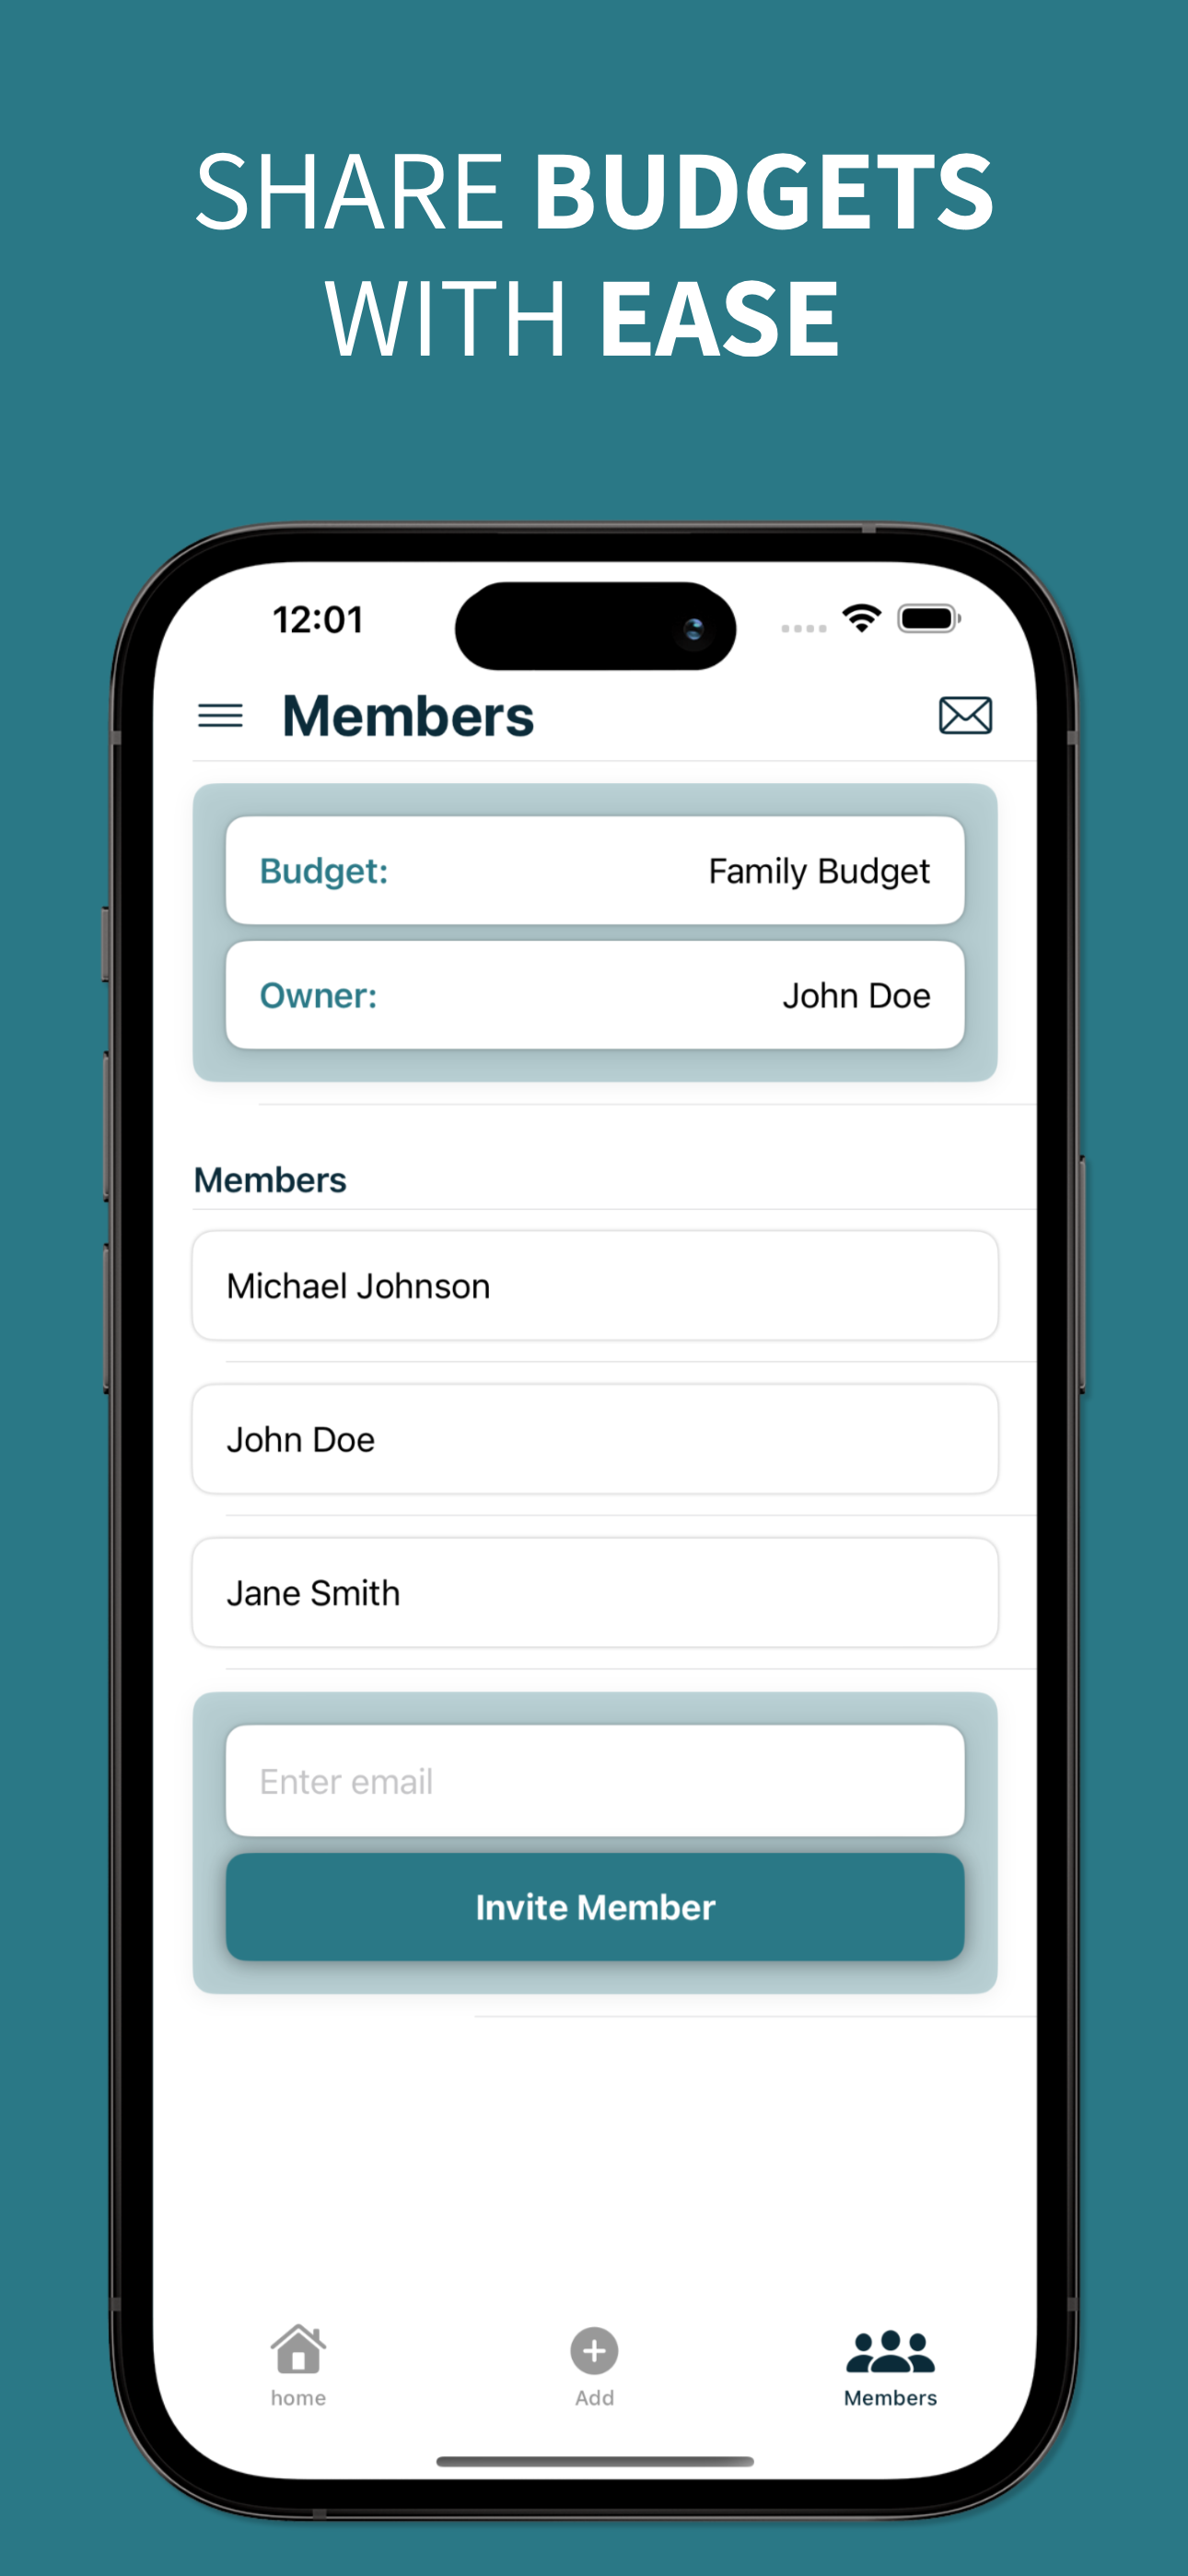 SHARE BUDGETS
WITH EASE
12:01
Members
Budget: Family Budget
Owner: John Doe
Members
Michael Johnson
John Doe
Jane Smith
Enter email
Invite Member
home Add Members